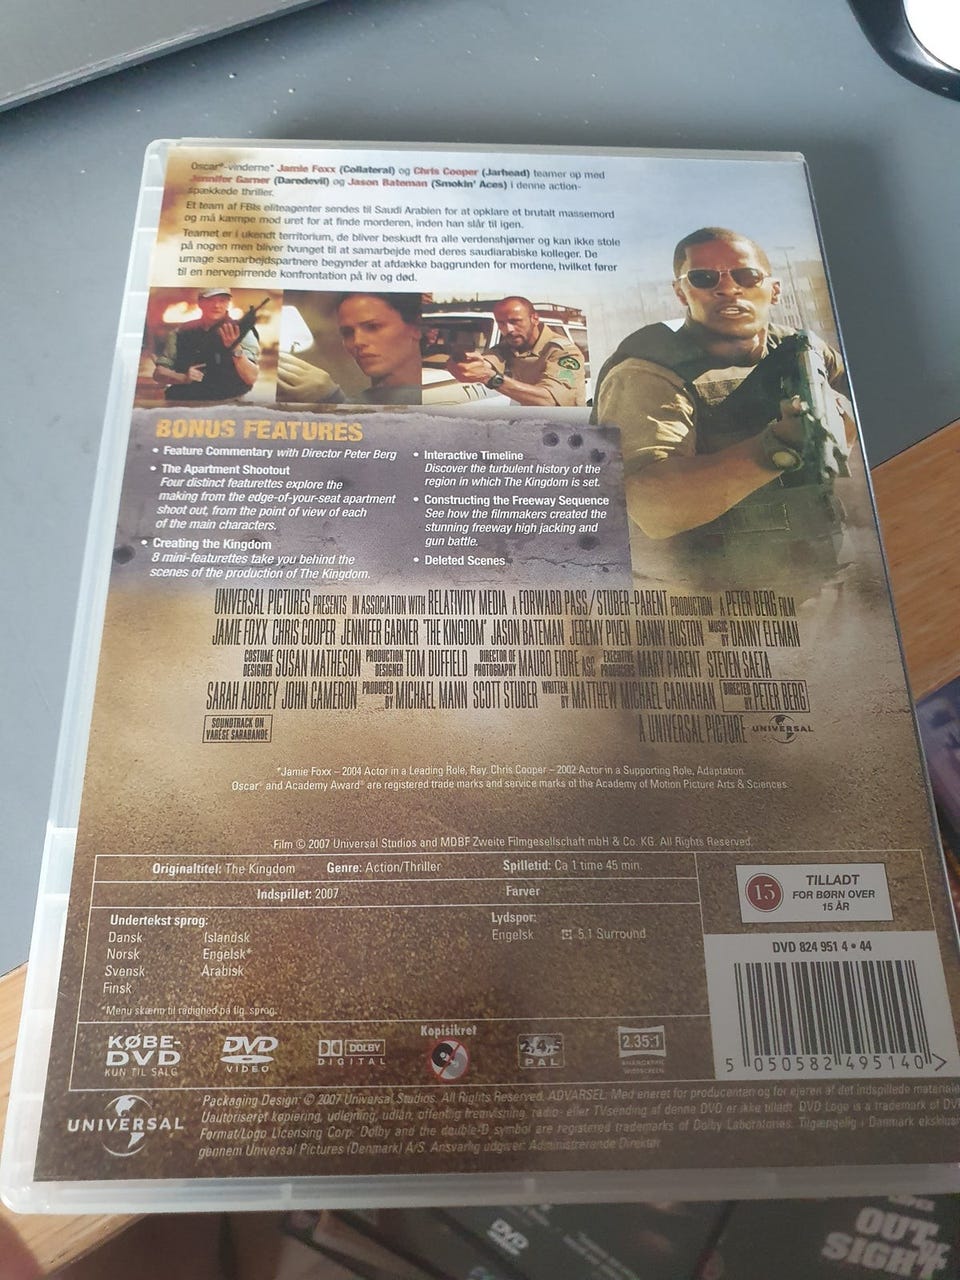 Oscar®-vinderne* Jamie Foxx (Collateral) og Chris Cooper (Jarhead) teamer op med
Jennifer Garner (Daredevil) og Jason Bateman (Smokin' Aces) i denne action-
spækkede thriller.
Et team af FBIs eliteagenter sendes til Saudi Arabien for at opklare et brutalt massemord
og må kæmpe mod uret for at finde morderen, inden han slår til igen.
Teamet er i ukendt territorium, de bliver beskudt fra alle verdenshjørner og kan ikke stole
på nogen men bliver tvunget til at samarbejde med deres saudiarabiske kolleger. De
umage samarbejdspartnere begynder at afdække baggrunden for mordene, hvilket fører
til en nervepirrende konfrontation på liv og død.
BONUS FEATURES
• Feature Commentary with Director Peter Berg
• The Apartment Shootout
Four distinct featurettes explore the
making from the edge-of-your-seat apartment
shoot out, from the point of view of each
of the main characters.
• Creating the Kingdom
8 mini-featurettes take you behind the
scenes of the production of The Kingdom.
• Interactive Timeline
Discover the turbulent history of the
region in which The Kingdom is set.
• Constructing the Freeway Sequence
See how the filmmakers created the
stunning freeway high jacking and
gun battle.
• Deleted Scenes
UNIVERSAL PICTURES PRESENTS IN ASSOCIATION WITH RELATIVITY MEDIA A FORWARD PASS/STUBER-PARENT PRODUCTION A PETER BERG FILM
JAMIE FOXX CHRIS COOPER JENNIFER GARNER "THE KINGDOM" JASON BATEMAN JEREMY PIVEN DANNY HUSTON MUSIC BY DANNY ELFMAN
COSTUME DESIGNER SUSAN MATHESON PRODUCTION DESIGNER TOM DUFFIELD DIRECTOR OF PHOTOGRAPHY MAURO FIORE ASC EXECUTIVE PRODUCERS MARY PARENT STEVEN SAETA
SARAH AUBREY JOHN CAMERON PRODUCED BY MICHAEL MANN SCOTT STUBER WRITTEN BY MATTHEW MICHAEL CARNAHAN DIRECTED BY PETER BERG
SOUNDTRACK ON
VARÈSE SARABANDE
A UNIVERSAL PICTURE UNIVERSAL
*Jamie Foxx – 2004 Actor in a Leading Role, Ray. Chris Cooper – 2002 Actor in a Supporting Role, Adaptation.
Oscar® and Academy Award® are registered trade marks and service marks of the Academy of Motion Picture Arts & Sciences.
Film © 2007 Universal Studios and MDBF Zweite Filmgesellschaft mbH & Co. KG. All Rights Reserved.
Originaltitel: The Kingdom Genre: Action/Thriller Spilletid: Ca 1 time 45 min.
Indspillet: 2007 Farver
Undertekst sprog:
Dansk Islandsk
Norsk Engelsk*
Svensk Arabisk
Finsk
*Menu skærm til rådighed på flg. sprog.
Lydspor:
Engelsk 5.1 Surround
15
TILLADT
FOR BØRN OVER
15 ÅR
DVD 824 951 4 • 44
5 050582 495140 >
KØBE-
DVD
KUN TIL SALG
DVD
VIDEO
DOLBY
DIGITAL
Kopisikret
2,4,5
PAL
2.35:1
WIDESCREEN
UNIVERSAL
Packaging Design: © 2007 Universal Studios. All Rights Reserved. ADVARSEL: Med eneret for producenten og for ejeren af det indspillede materiale
Uautoriseret kopiering, udlejning, udlån, offentlig fremvisning, radio- eller TVsending af denne DVD er ikke tilladt. DVD Logo is a trademark of DVD
Format/Logo Licensing Corp. Dolby and the double-D symbol are registered trademarks of Dolby Laboratories. Tilgængelig i Danmark eksklus
gennem Universal Pictures (Denmark) A/S. Ansvarlig udgiver: Administrerende Direktør.
DVD
OUT OF
SIGHT